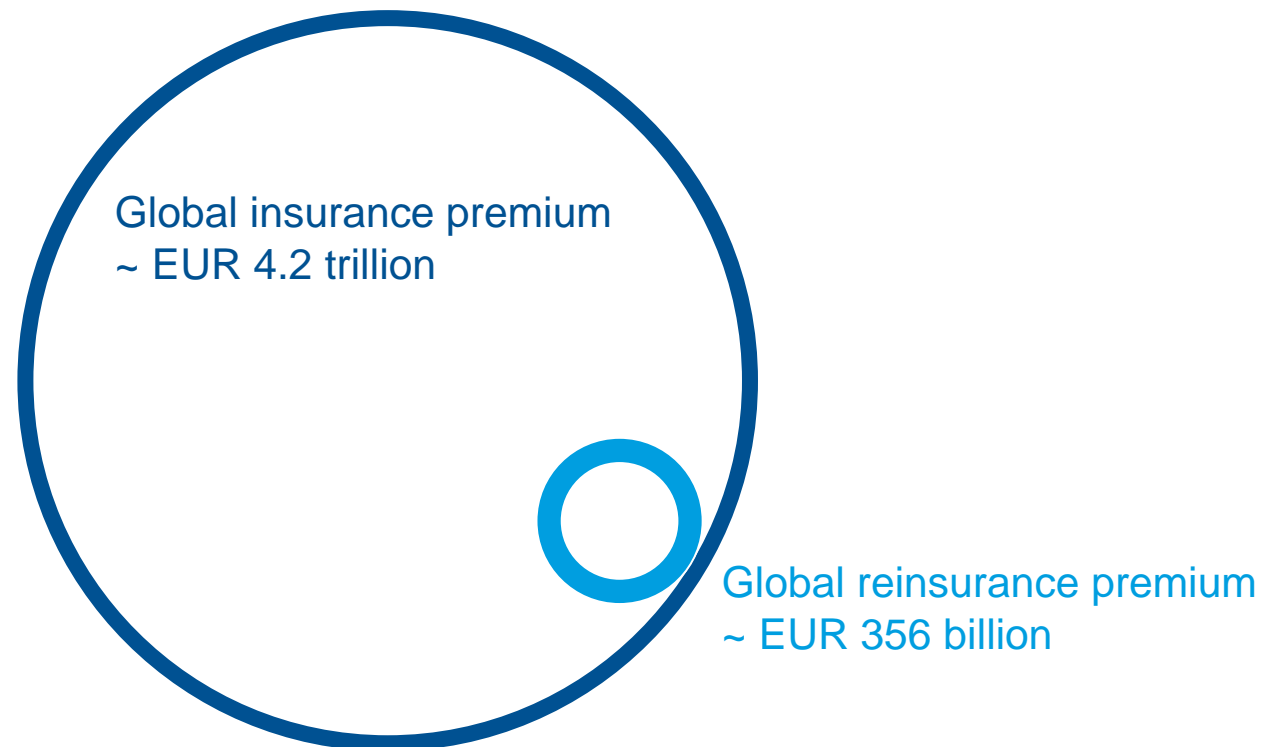 Global insurance premium
~ EUR 4.2 trillion
Global reinsurance premium
~ EUR 356 billion